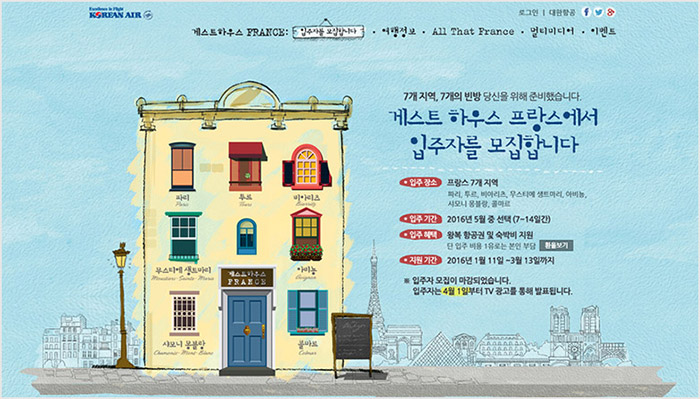 Excellence in Flight
KOREAN AIR
로그인 | 대한항공
게스트하우스 FRANCE: 입주자를 모집합니다 · 여행정보 · All That France · 멀티미디어 · 이벤트
7개 지역, 7개의 빈방 당신을 위해 준비했습니다.
게스트 하우스 프랑스에서
입주자를 모집합니다
입주 장소 프랑스 7개 지역
파리, 투르, 비아리츠, 무스티에 생트마리, 아비뇽,
샤모니 몽블랑, 콜마르
입주 기간 2016년 5월 중 선택 (7~14일간)
입주 혜택 왕복 항공권 및 숙박비 지원
단 입주 비용 1유로는 본인 부담 환율보기
지원 기간 2016년 1월 11일 ~3월 13일까지
※ 입주자 모집이 마감되었습니다.
입주자는 4월 1일부터 TV 광고를 통해 발표됩니다.
파리
Paris
투르
Tours
비아리츠
Biarritz
무스티에 생트마리
Moustiers-Sainte-Marie
게스트하우스
FRANCE
아비뇽
Avignon
샤모니 몽블랑
Chamonix-Mont-Blanc
콜마르
Colmar